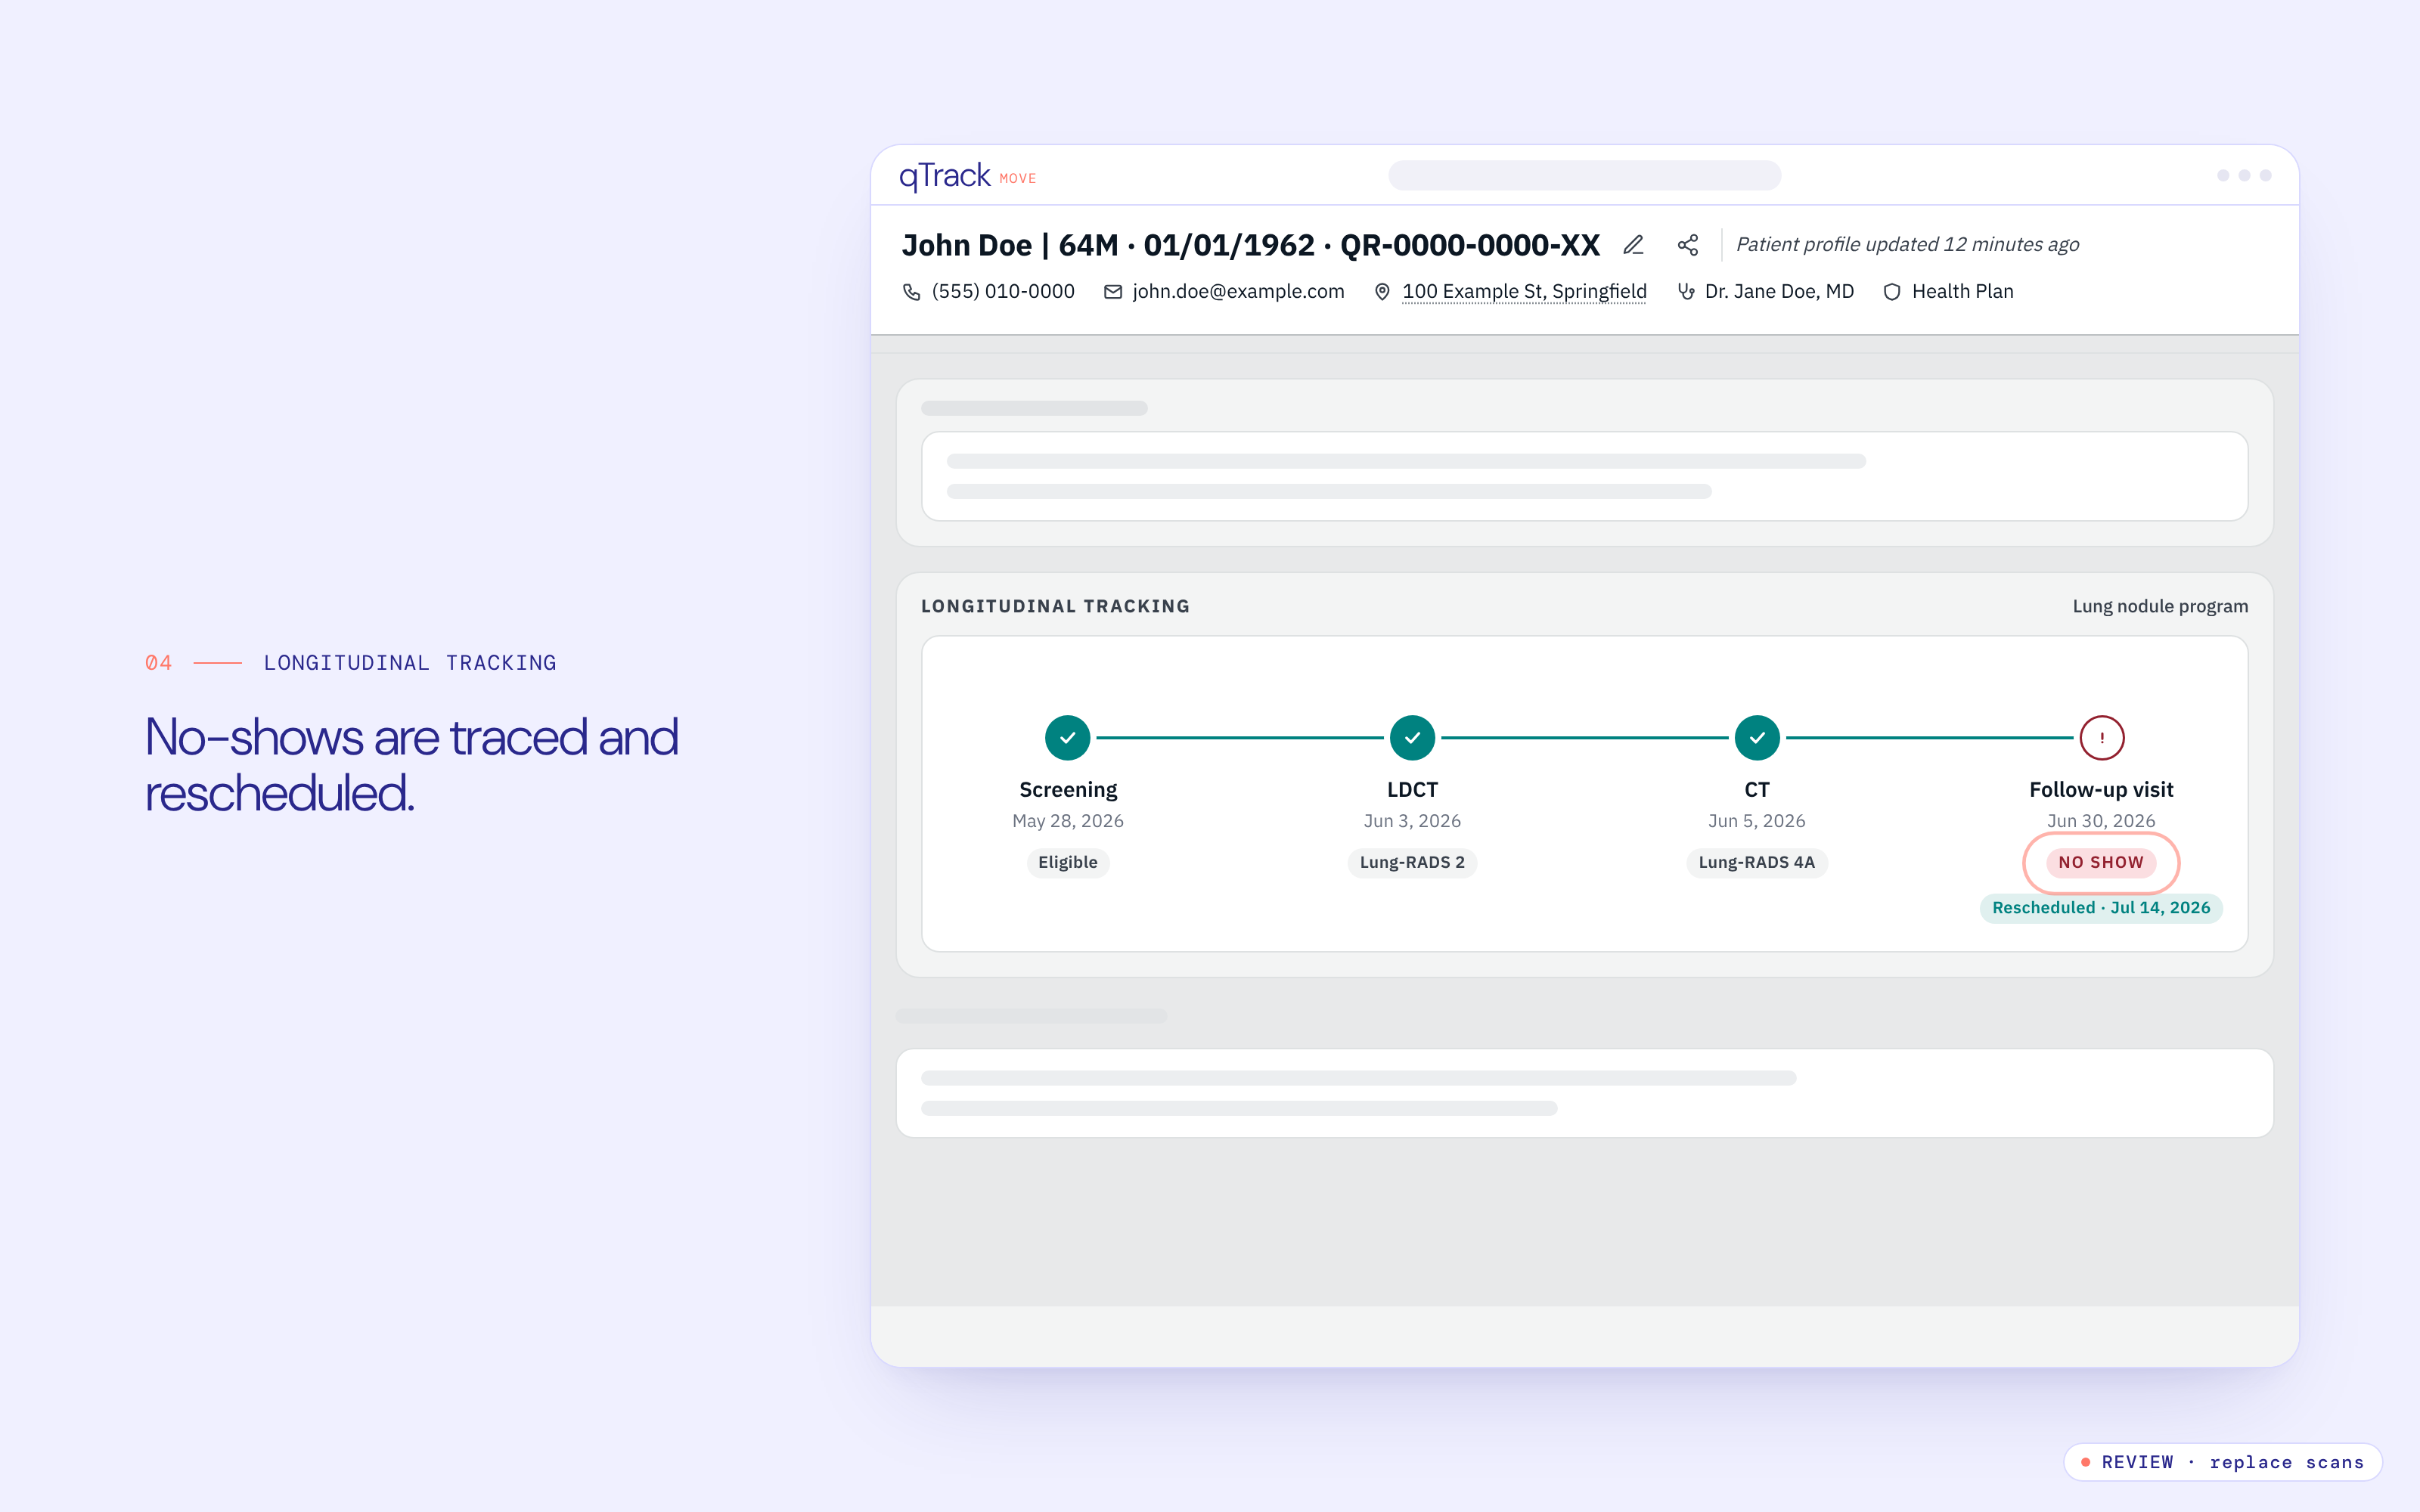 04 LONGITUDINAL TRACKING
No-shows are traced and
rescheduled.
qTrack MOVE
John Doe | 64M · 01/01/1962 · QR-0000-0000-XX Patient profile updated 12 minutes ago
(555) 010-0000 john.doe@example.com 100 Example St, Springfield Dr. Jane Doe, MD Health Plan
LONGITUDINAL TRACKING Lung nodule program
Screening LDCT CT Follow-up visit
May 28, 2026 Jun 3, 2026 Jun 5, 2026 Jun 30, 2026
Eligible Lung-RADS 2 Lung-RADS 4A NO SHOW
Rescheduled · Jul 14, 2026
REVIEW · replace scans